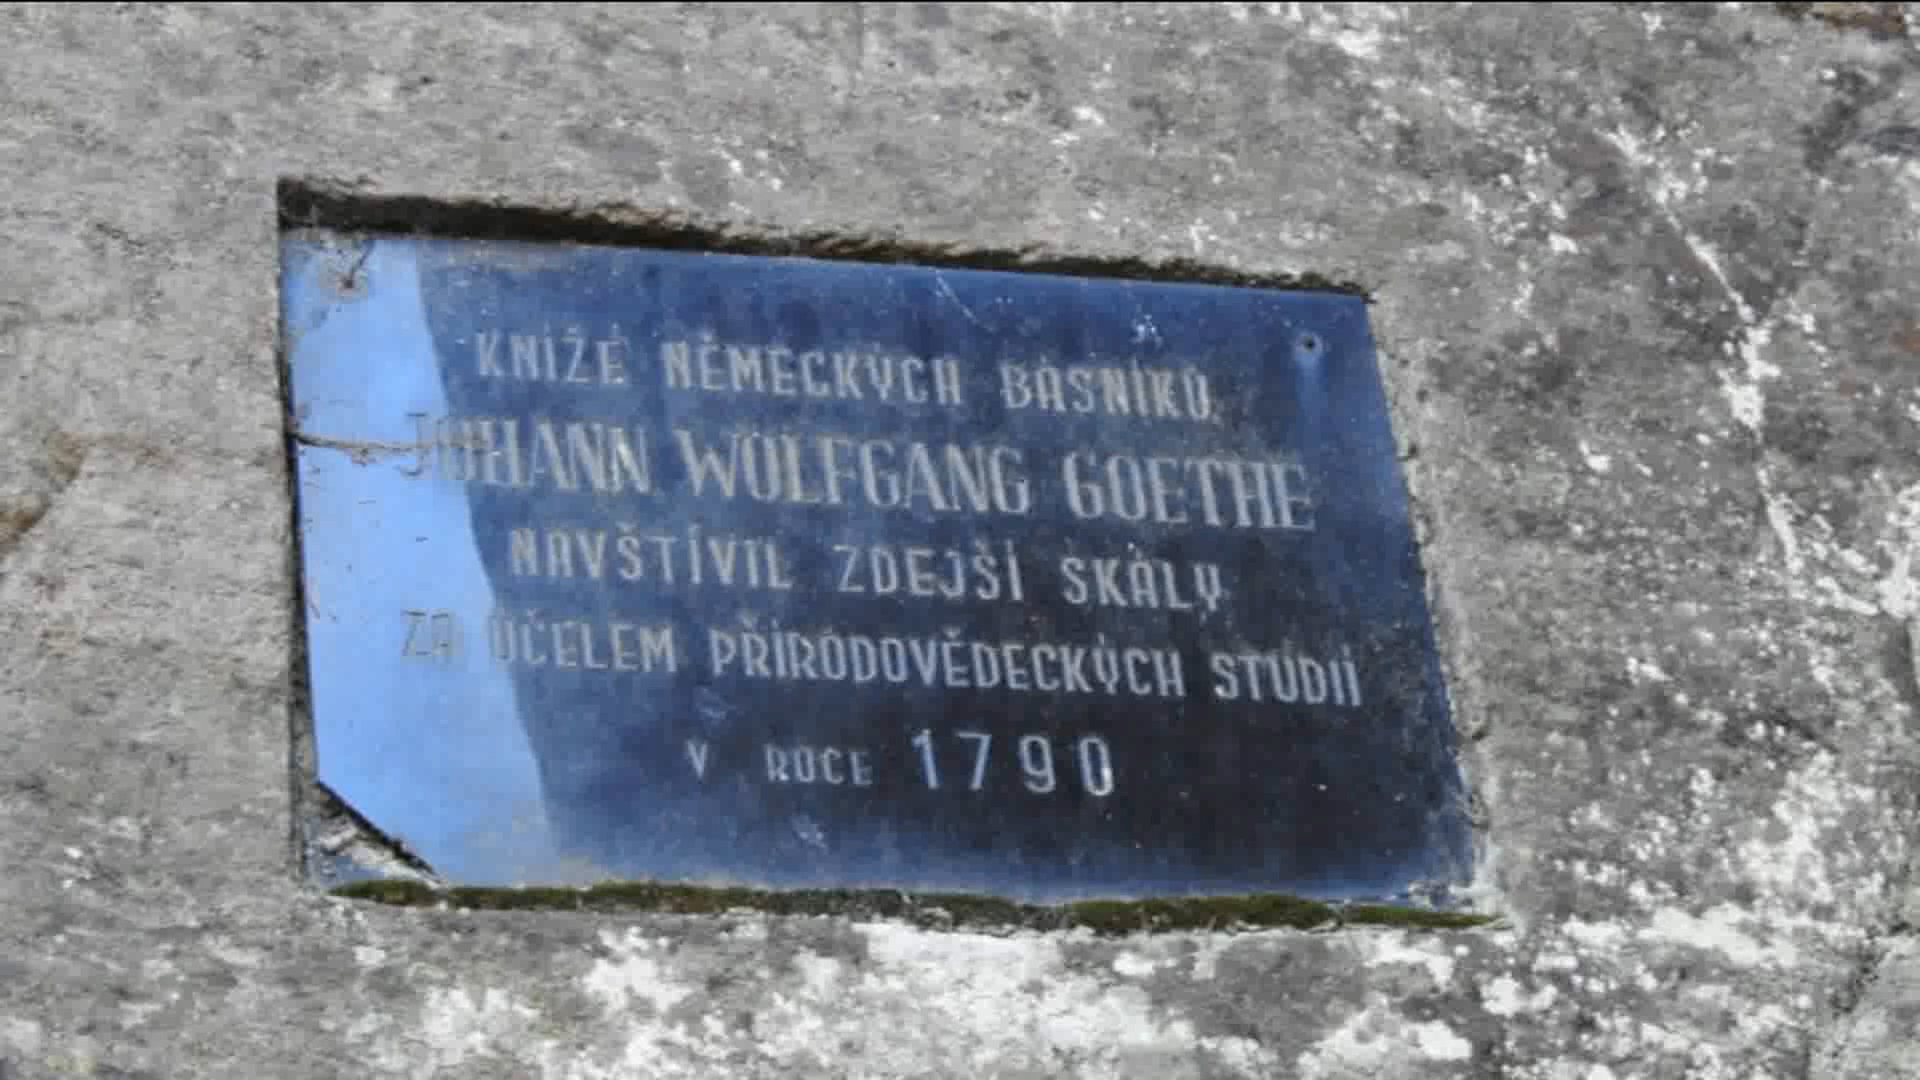 KNÍŽE NĚMECKÝCH BÁSNÍKŮ,
JOHANN WOLFGANG GOETHE
NAVŠTÍVIL ZDEJŠÍ SKÁLY
ZA ÚČELEM PŘÍRODOVĚDECKÝCH STUDIÍ
V ROCE 1790